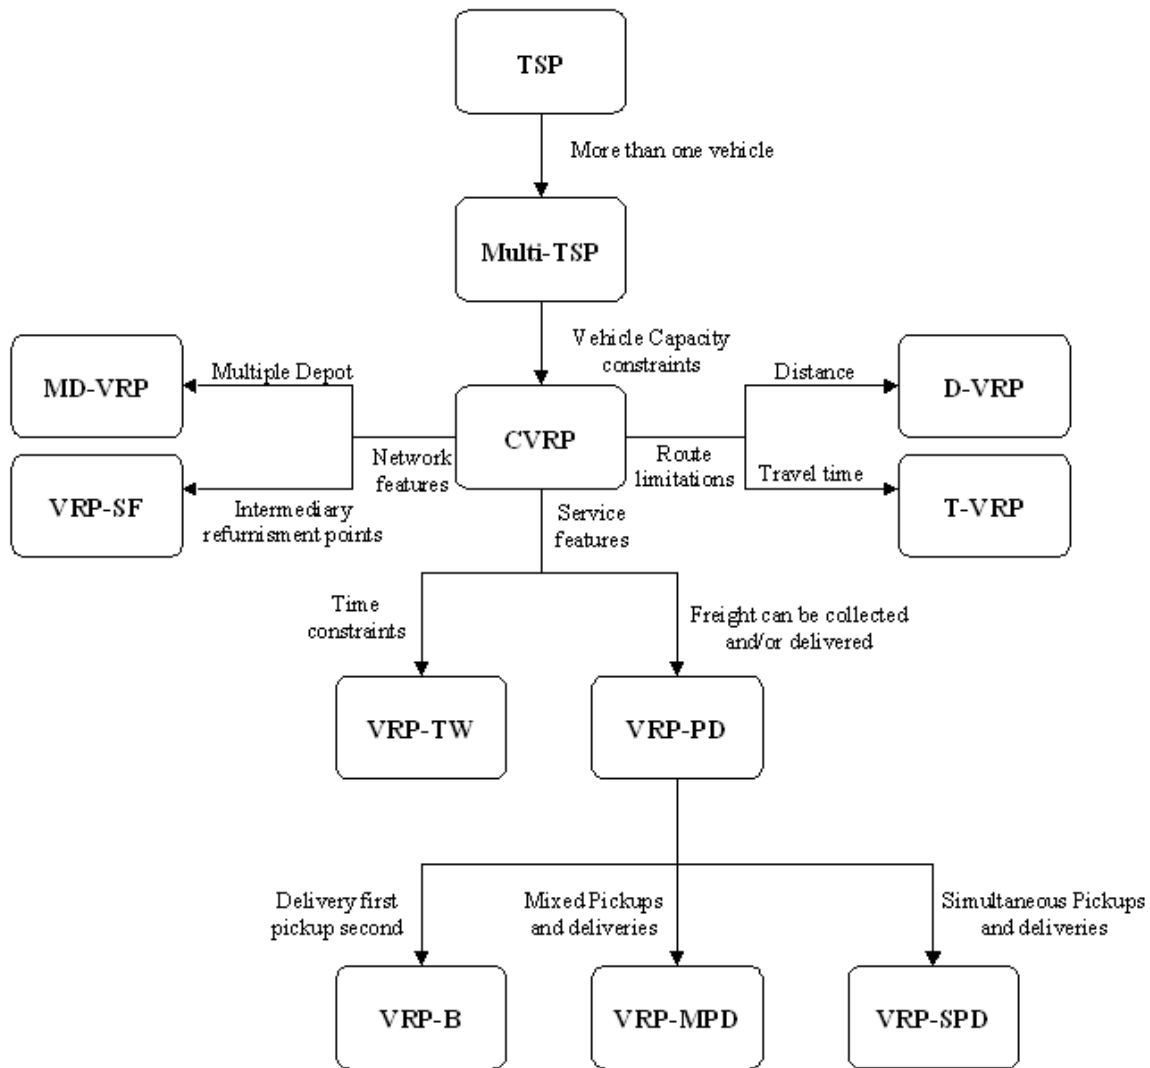 TSP
More than one vehicle
Multi-TSP
Vehicle Capacity
constraints
MD-VRP
Multiple Depot
CVRP
Distance
D-VRP
Network
features
Route
limitations
VRP-SF
Intermediary
refurnisment points
Travel time
T-VRP
Service
features
Time
constraints
Freight can be collected
and/or delivered
VRP-TW
VRP-PD
Delivery first
pickup second
Mixed Pickups
and deliveries
Simultaneous Pickups
and deliveries
VRP-B
VRP-MPD
VRP-SPD